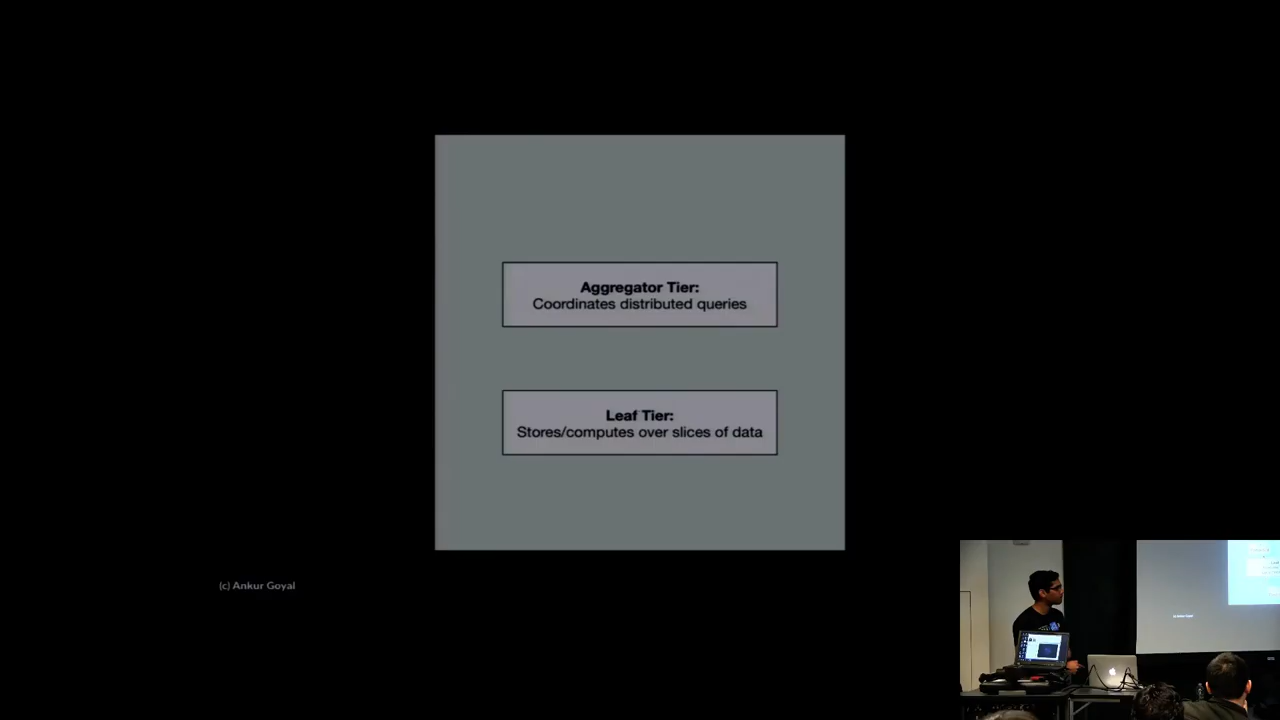 Aggregator Tier:
Coordinates distributed queries
Leaf Tier:
Stores/computes over slices of data
(c) Ankur Goyal